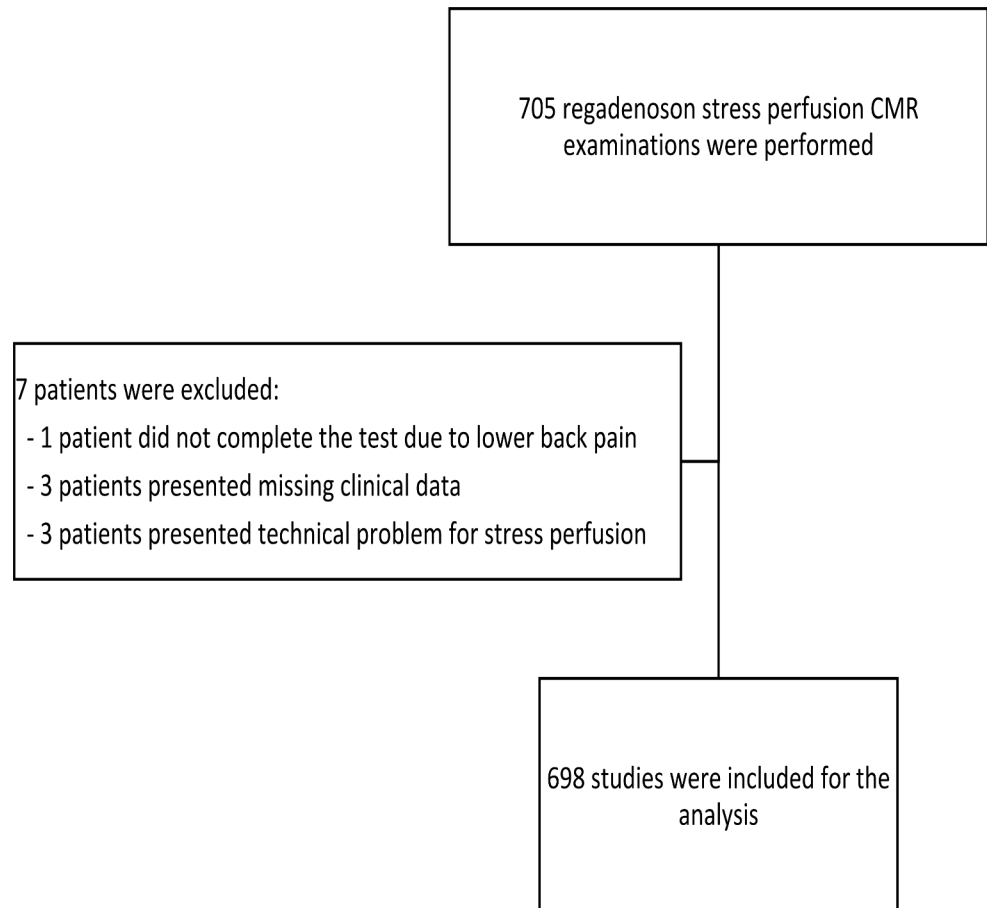 705 regadenoson stress perfusion CMR
examinations were performed
7 patients were excluded:
- 1 patient did not complete the test due to lower back pain
- 3 patients presented missing clinical data
- 3 patients presented technical problem for stress perfusion
698 studies were included for the
analysis